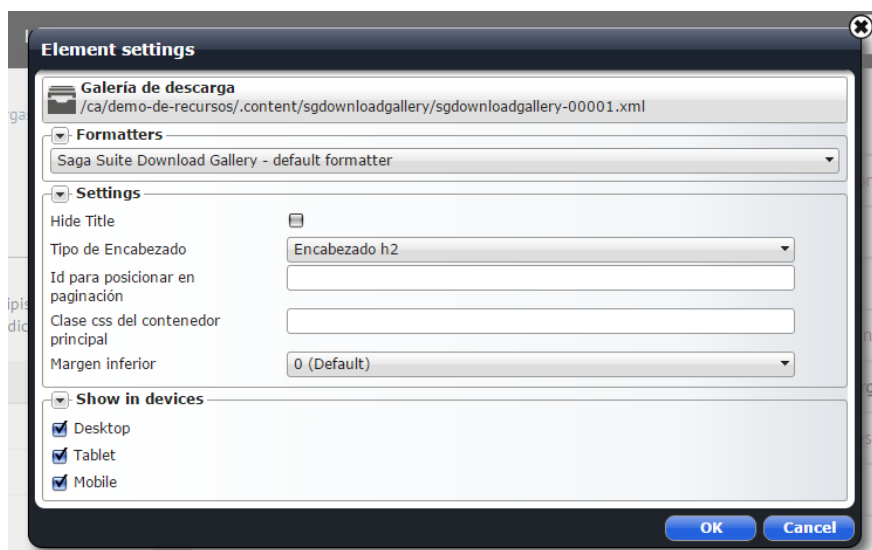 Element settings
Galería de descarga
/ca/demo-de-recursos/.content/sgdownloadgallery/sgdownloadgallery-00001.xml
Formatters
Saga Suite Download Gallery - default formatter
Settings
Hide Title
Tipo de Encabezado
Encabezado h2
Id para posicionar en
paginación
Clase css del contenedor
principal
Margen inferior
0 (Default)
Show in devices
Desktop
Tablet
Mobile
OK
Cancel